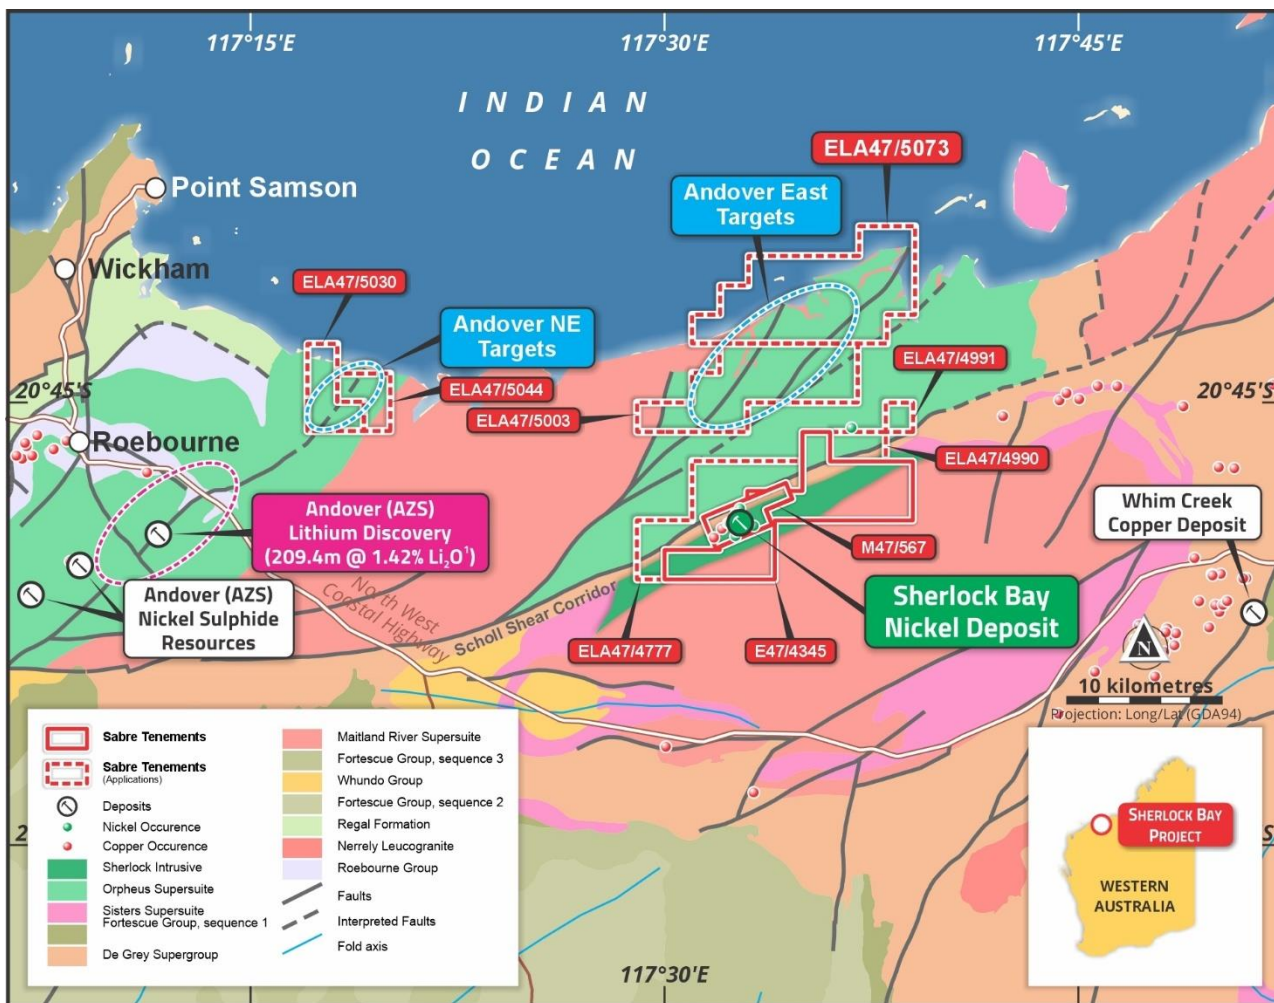 117°15'E
117°30'E
117°45'E
INDIAN
OCEAN
ELA47/5073
Point Samson
Andover East
Targets
Wickham
ELA47/5030
Andover NE
Targets
ELA47/4991
20°45'S
ELA47/5044
20°45'S
ELA47/5003
Roebourne
ELA47/4990
Andover (AZS)
Lithium Discovery
(209.4m @ 1.42% Li₂O¹)
Whim Creek
Copper Deposit
M47/567
Andover (AZS)
Nickel Sulphide
Resources
North West
Coastal Highway
Scholl Shear Corridor
Sherlock Bay
Nickel Deposit
ELA47/4777
E47/4345
N
10 kilometres
Projection: Long/Lat (GDA94)
Sabre Tenements
Sabre Tenements
(Applications)
Deposits
Nickel Occurence
Copper Occurence
Sherlock Intrusive
Orpheus Supersuite
Sisters Supersuite
Fortescue Group, sequence 1
De Grey Supergroup
Maitland River Supersuite
Fortescue Group, sequence 3
Whundo Group
Fortescue Group, sequence 2
Regal Formation
Nerrely Leucogranite
Roebourne Group
Faults
Interpreted Faults
Fold axis
117°30'E
SHERLOCK BAY
PROJECT
WESTERN
AUSTRALIA